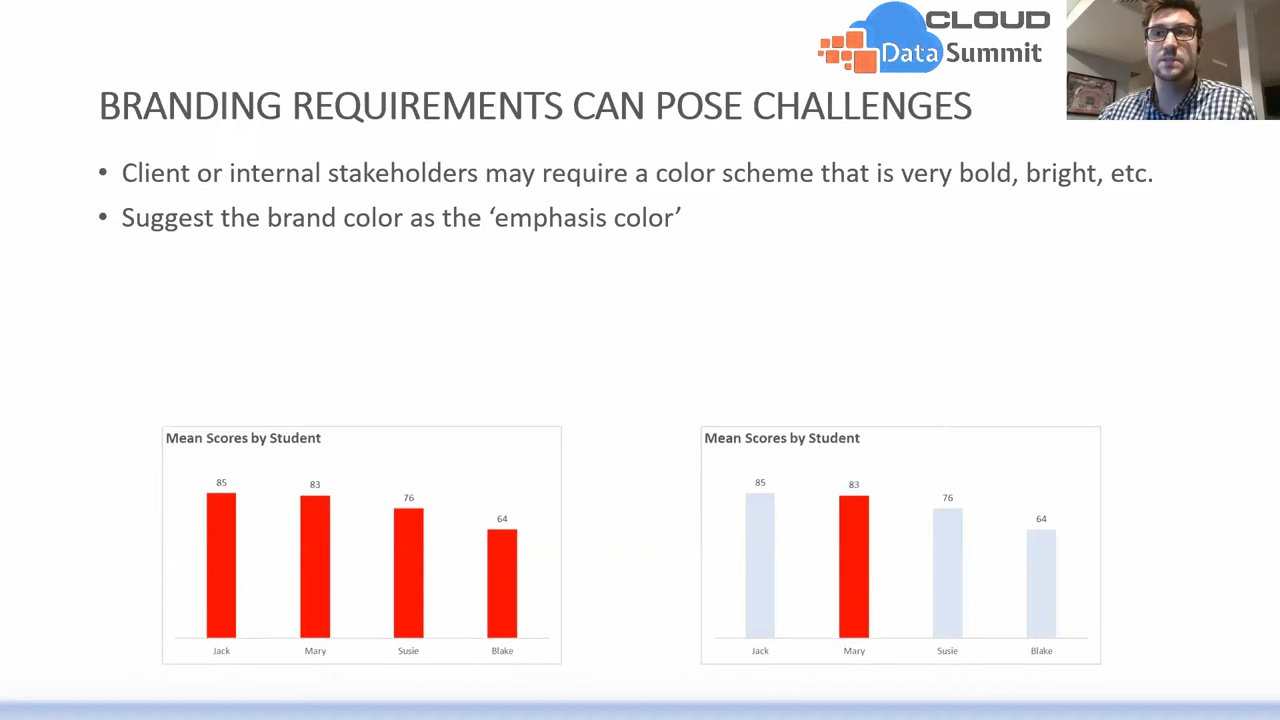 CLOUD
Data Summit
BRANDING REQUIREMENTS CAN POSE CHALLENGES
• Client or internal stakeholders may require a color scheme that is very bold, bright, etc.
• Suggest the brand color as the ‘emphasis color’
Mean Scores by Student
85
83
76
64
Jack
Mary
Susie
Blake
Mean Scores by Student
85
83
76
64
Jack
Mary
Susie
Blake